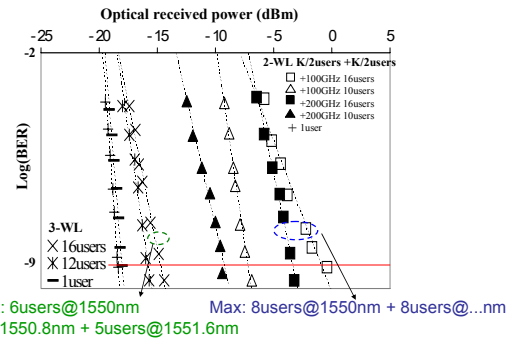 Optical received power (dBm)
-25 -20 -15 -10 -5 0 5
-2
2-WL K/2users +K/2users
+100GHz 16users
+100GHz 10users
+200GHz 16users
+200GHz 10users
1user
Log(BER)
3-WL
16users
12users
1user
-9
: 6users@1550nm
Max: 8users@1550nm + 8users@...nm
1550.8nm + 5users@1551.6m